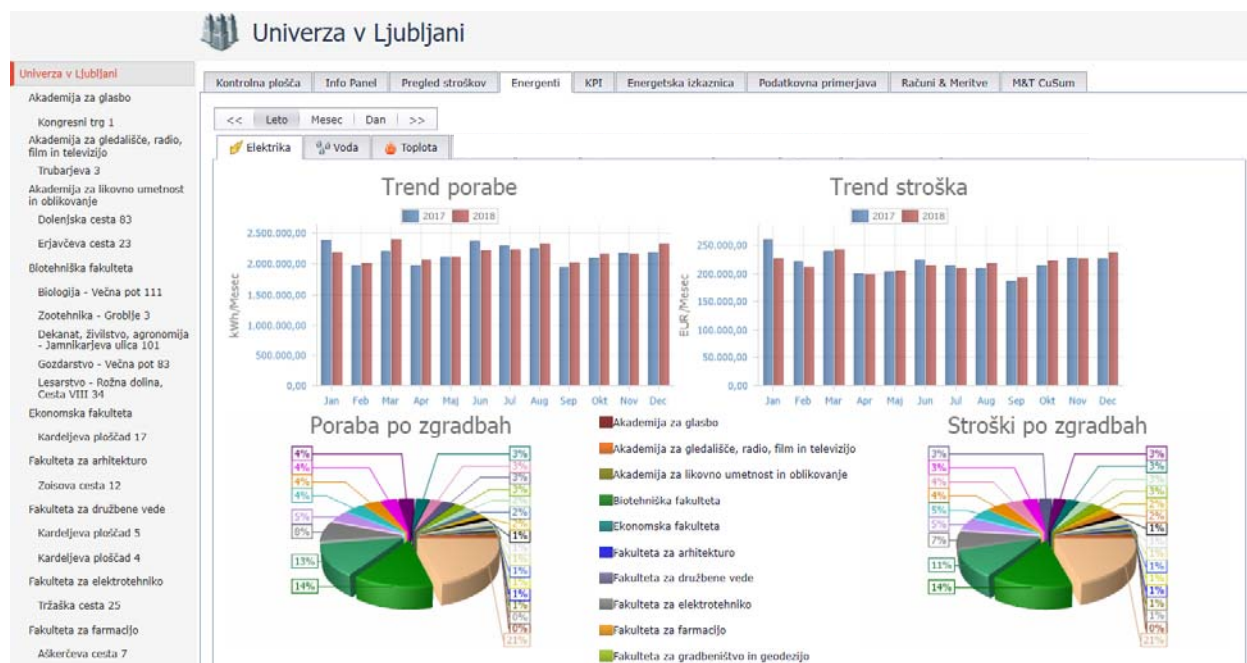 Univerza v Ljubljani
Univerza v Ljubljani
Akademija za glasbo
Kongresni trg 1
Akademija za gledališče, radio,
film in televizijo
Trubarjeva 3
Akademija za likovno umetnost
in oblikovanje
Dolenjska cesta 83
Erjavčeva cesta 23
Biotehniška fakulteta
Biologija - Večna pot 111
Zootehnika - Groblje 3
Dekanat, živilstvo, agronomija
- Jamnikarjeva ulica 101
Gozdarstvo - Večna pot 83
Lesarstvo - Rožna dolina,
Cesta VIII 34
Ekonomska fakulteta
Kardeljeva ploščad 17
Fakulteta za arhitekturo
Zoisova cesta 12
Fakulteta za družbene vede
Kardeljeva ploščad 5
Kardeljeva ploščad 4
Fakulteta za elektrotehniko
Tržaška cesta 25
Fakulteta za farmacijo
Aškerčeva cesta 7
Kontrolna plošča Info Panel Pregled stroškov Energenti KPI Energetska izkaznica Podatkovna primerjava Računi & Meritve M&T CuSum
<< Leto Mesec Dan >>
Elektrika Voda Toplota
Trend porabe
2017 2018
kWh/Mesec
2.500.000,00
2.000.000,00
1.500.000,00
1.000.000,00
500.000,00
0,00
Jan Feb Mar Apr Maj Jun Jul Aug Sep Okt Nov Dec
Trend stroška
2017 2018
EUR/Mesec
250.000,00
200.000,00
150.000,00
100.000,00
50.000,00
0,00
Jan Feb Mar Apr Maj Jun Jul Aug Sep Okt Nov Dec
Poraba po zgradbah
4%
4%
4%
4%
5%
8%
13%
14%
3%
3%
3%
3%
2%
2%
2%
1%
1%
1%
1%
1%
1%
1%
0%
0%
21%
Akademija za glasbo
Akademija za gledališče, radio, film in televizijo
Akademija za likovno umetnost in oblikovanje
Biotehniška fakulteta
Ekonomska fakulteta
Fakulteta za arhitekturo
Fakulteta za družbene vede
Fakulteta za elektrotehniko
Fakulteta za farmacijo
Fakulteta za gradbeništvo in geodezijo
Stroški po zgradbah
3%
3%
4%
4%
5%
5%
7%
11%
14%
3%
3%
3%
3%
2%
2%
1%
1%
1%
1%
1%
1%
1%
1%
0%
21%